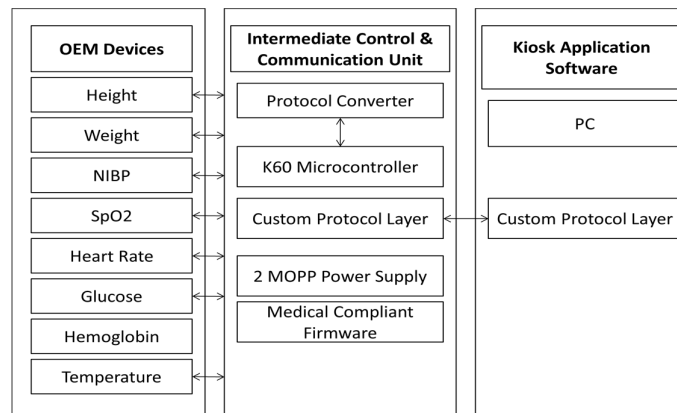 OEM Devices
Height
Weight
NIBP
SpO2
Heart Rate
Glucose
Hemoglobin
Temperature
Intermediate Control &
Communication Unit
Protocol Converter
K60 Microcontroller
Custom Protocol Layer
2 MOPP Power Supply
Medical Compliant
Firmware
Kiosk Application
Software
PC
Custom Protocol Layer